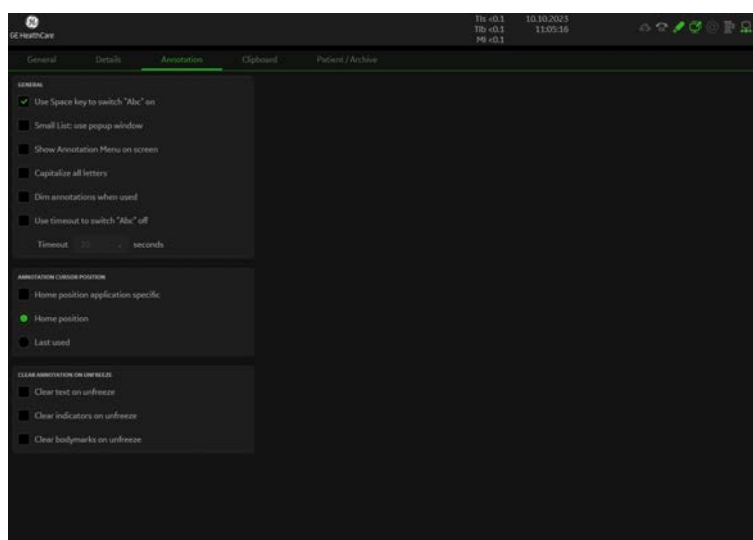 GE HealthCare
TIs <0.1
TIb <0.1
MI <0.1
10.10.2023
11:05:16
General Details Annotation Clipboard Patient / Archive
GENERAL
Use Space key to switch "Abc" on
Small List: use popup window
Show Annotation Menu on screen
Capitalize all letters
Dim annotations when used
Use timeout to switch "Abc" off
Timeout 20 seconds
ANNOTATION CURSOR POSITION
Home position application specific
Home position
Last used
CLEAR ANNOTATION ON UNFREEZE
Clear text on unfreeze
Clear indicators on unfreeze
Clear bodymarks on unfreeze